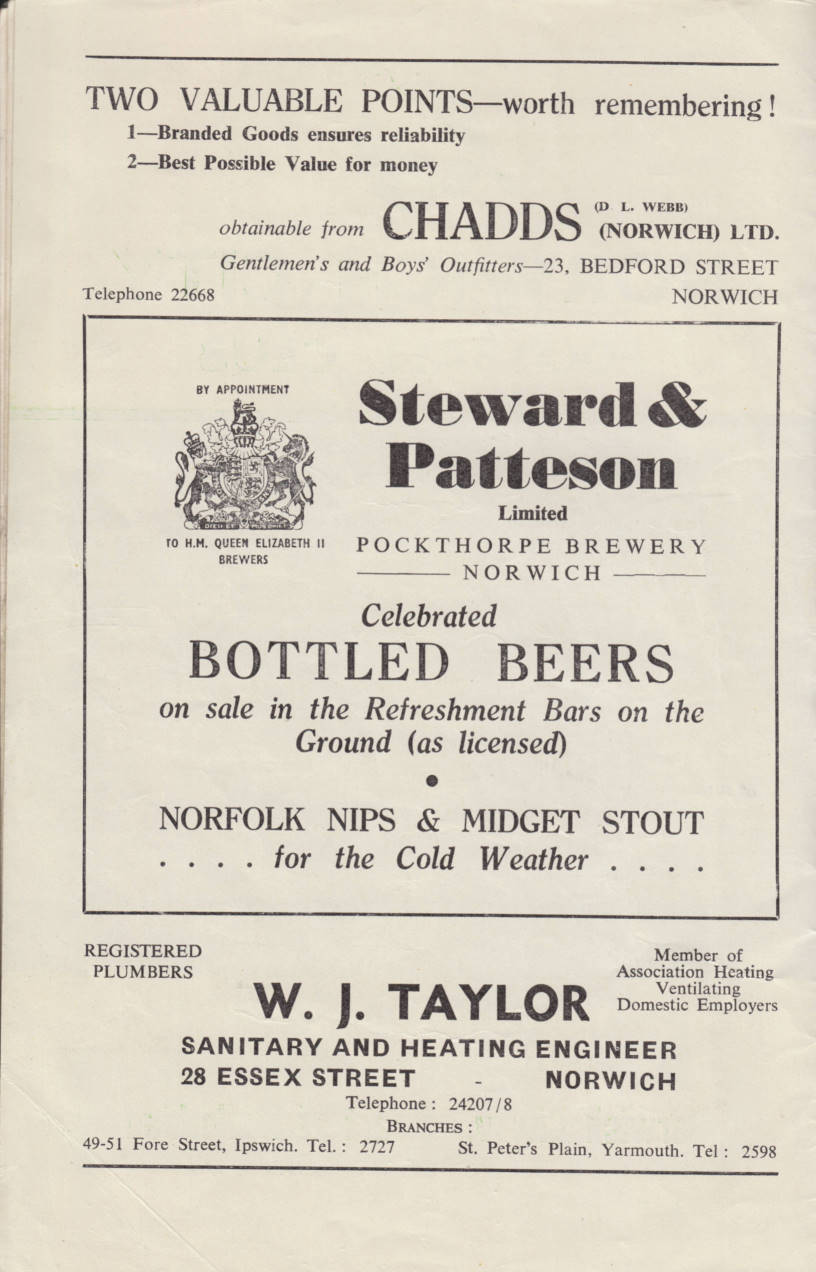 TWO VALUABLE POINTS—worth remembering!
1—Branded Goods ensures reliability
2—Best Possible Value for money
obtainable from CHADDS (D. L. WEBB) (NORWICH) LTD.
Gentlemen's and Boys' Outfitters—23, BEDFORD STREET
Telephone 22668 NORWICH
BY APPOINTMENT
DIEU ET MON DROIT
TO H.M. QUEEN ELIZABETH II
BREWERS
Steward &
Patteson
Limited
POCKTHORPE BREWERY
NORWICH
Celebrated
BOTTLED BEERS
on sale in the Refreshment Bars on the
Ground (as licensed)
•
NORFOLK NIPS & MIDGET STOUT
. . . . for the Cold Weather . . . .
REGISTERED
PLUMBERS
Member of
Association Heating
Ventilating
Domestic Employers
W. J. TAYLOR
SANITARY AND HEATING ENGINEER
28 ESSEX STREET - NORWICH
Telephone : 24207/8
BRANCHES :
49-51 Fore Street, Ipswich. Tel. : 2727 St. Peter's Plain, Yarmouth. Tel : 2598